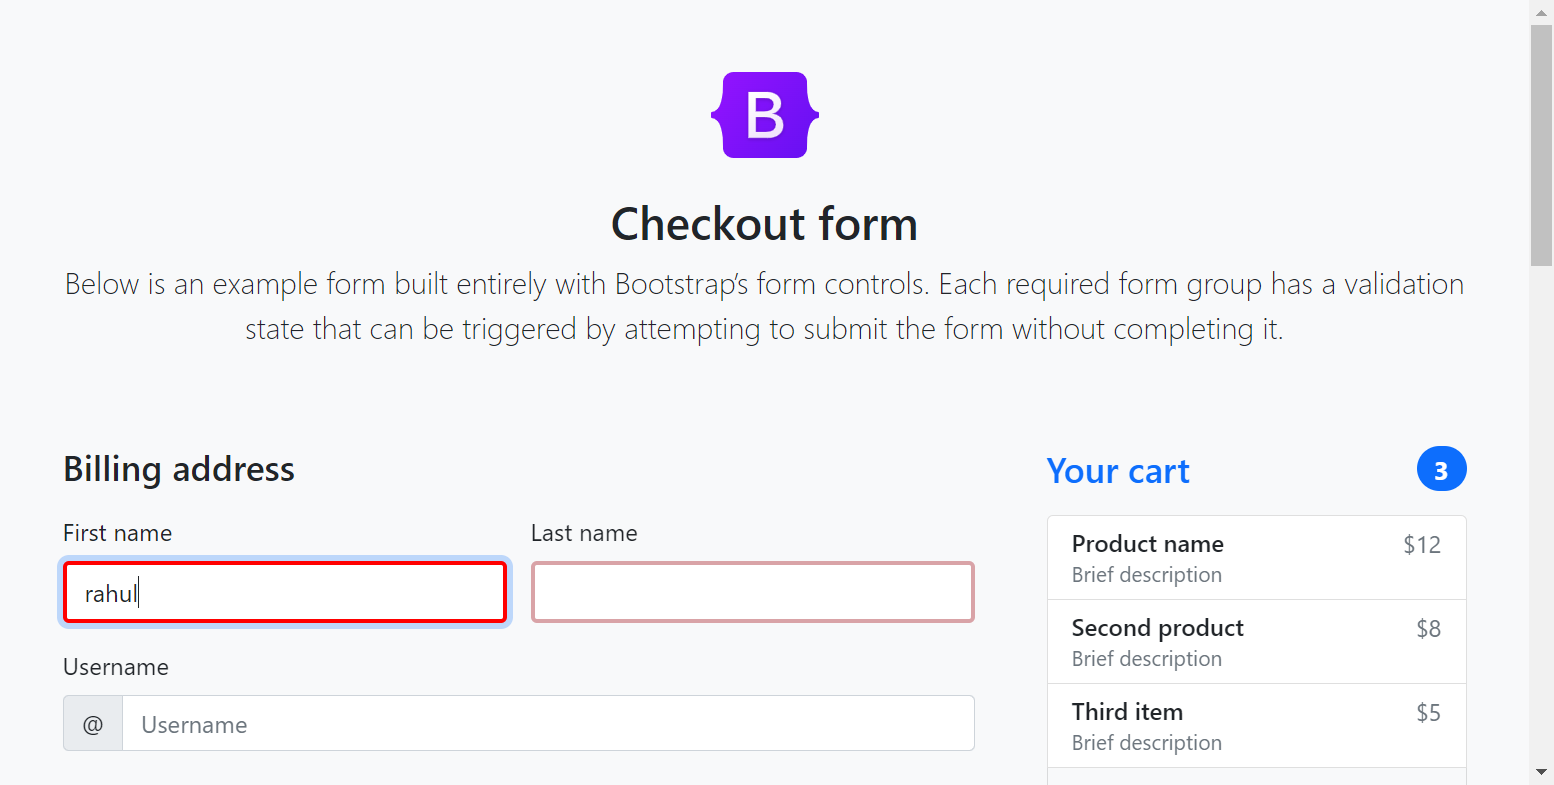 B
Checkout form
Below is an example form built entirely with Bootstrap’s form controls. Each required form group has a validation
state that can be triggered by attempting to submit the form without completing it.
Billing address
First name
Last name
rahul
Username
@ Username
Your cart 3
Product name $12
Brief description
Second product $8
Brief description
Third item $5
Brief description